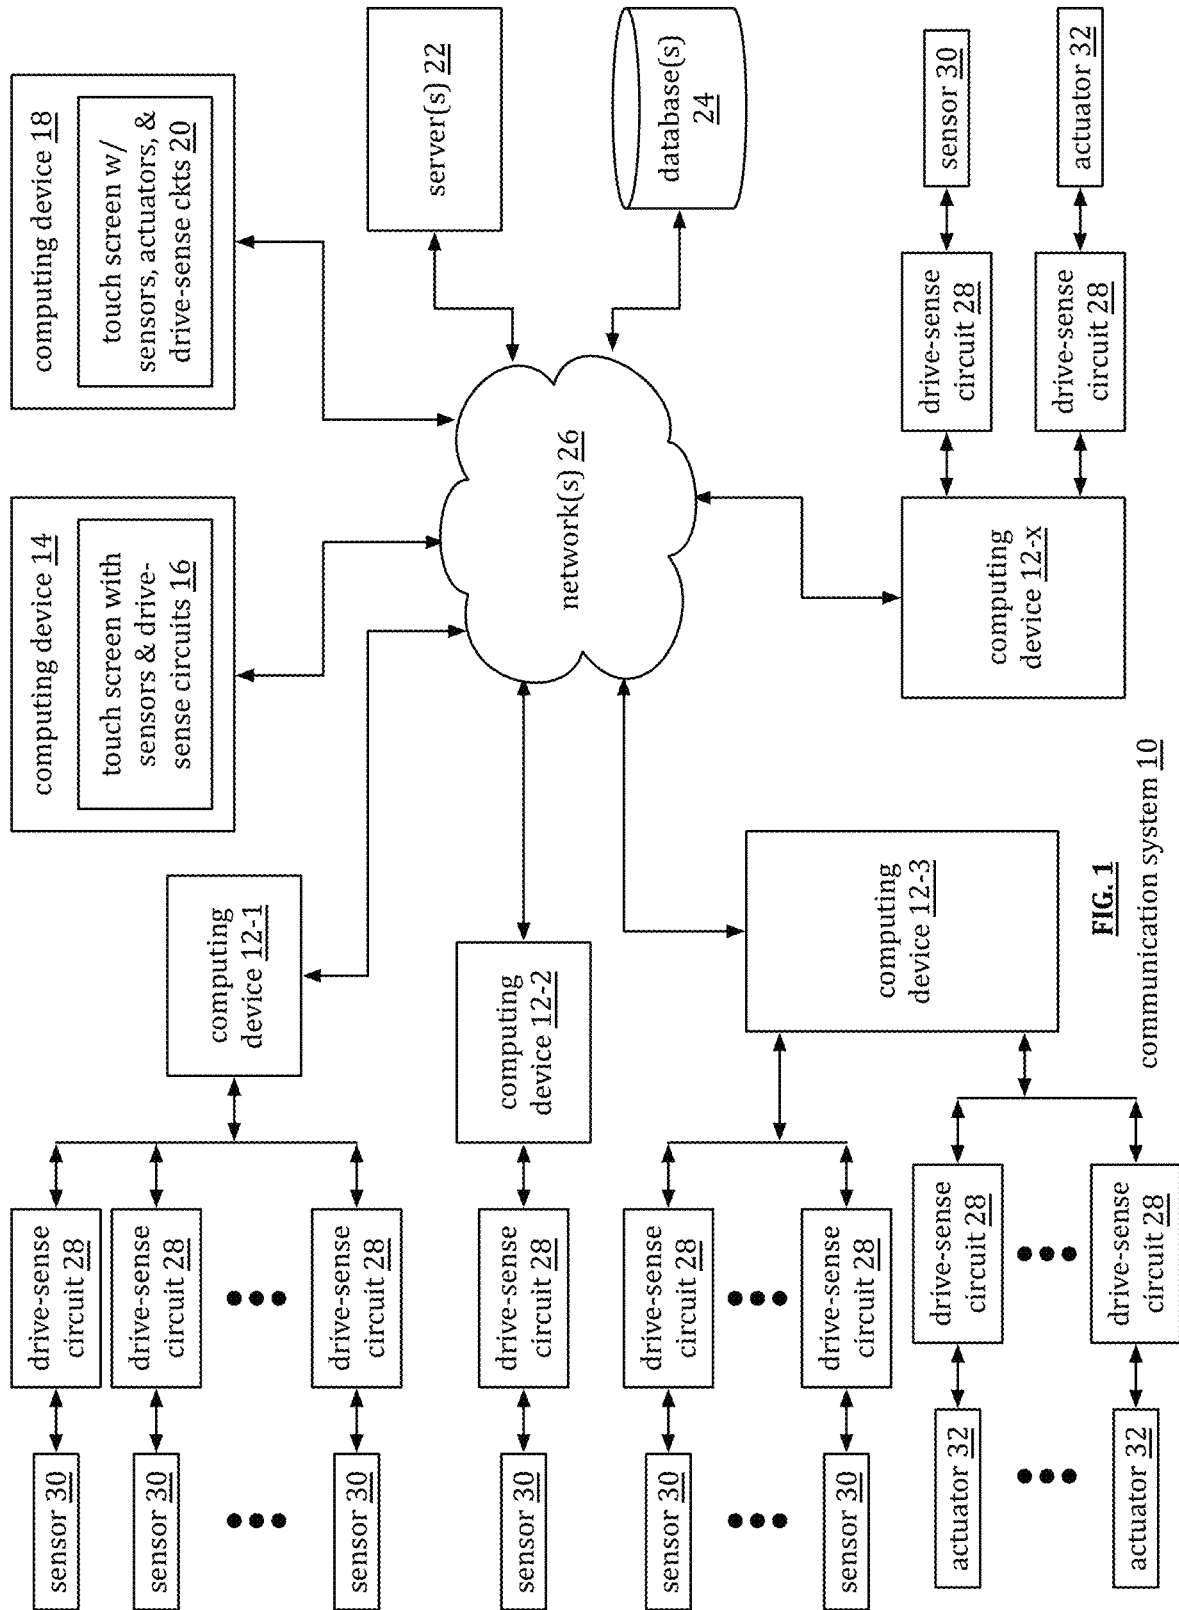 sensor 30
drive-sense
circuit 28
sensor 30
drive-sense
circuit 28
sensor 30
drive-sense
circuit 28
computing
device 12-1
computing device 14
touch screen with
sensors & drive-
sense circuits 16
computing device 18
touch screen w/
sensors, actuators, &
drive-sense ckts 20
server(s) 22
database(s)
24
network(s) 26
sensor 30
drive-sense
circuit 28
computing
device 12-2
sensor 30
drive-sense
circuit 28
sensor 30
drive-sense
circuit 28
computing
device 12-3
actuator 32
drive-sense
circuit 28
actuator 32
drive-sense
circuit 28
computing
device 12-x
drive-sense
circuit 28
sensor 30
drive-sense
circuit 28
actuator 32
FIG. 1
communication system 10